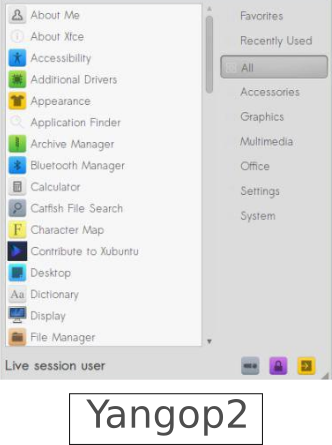 About Me
About Xfce
Accessibility
Additional Drivers
Appearance
Application Finder
Archive Manager
Bluetooth Manager
Calculator
Catfish File Search
Character Map
Contribute to Xubuntu
Desktop
Aa Dictionary
Display
File Manager
Favorites
Recently Used
All
Accessories
Graphics
Multimedia
Office
Settings
System
Live session user
Yangop2